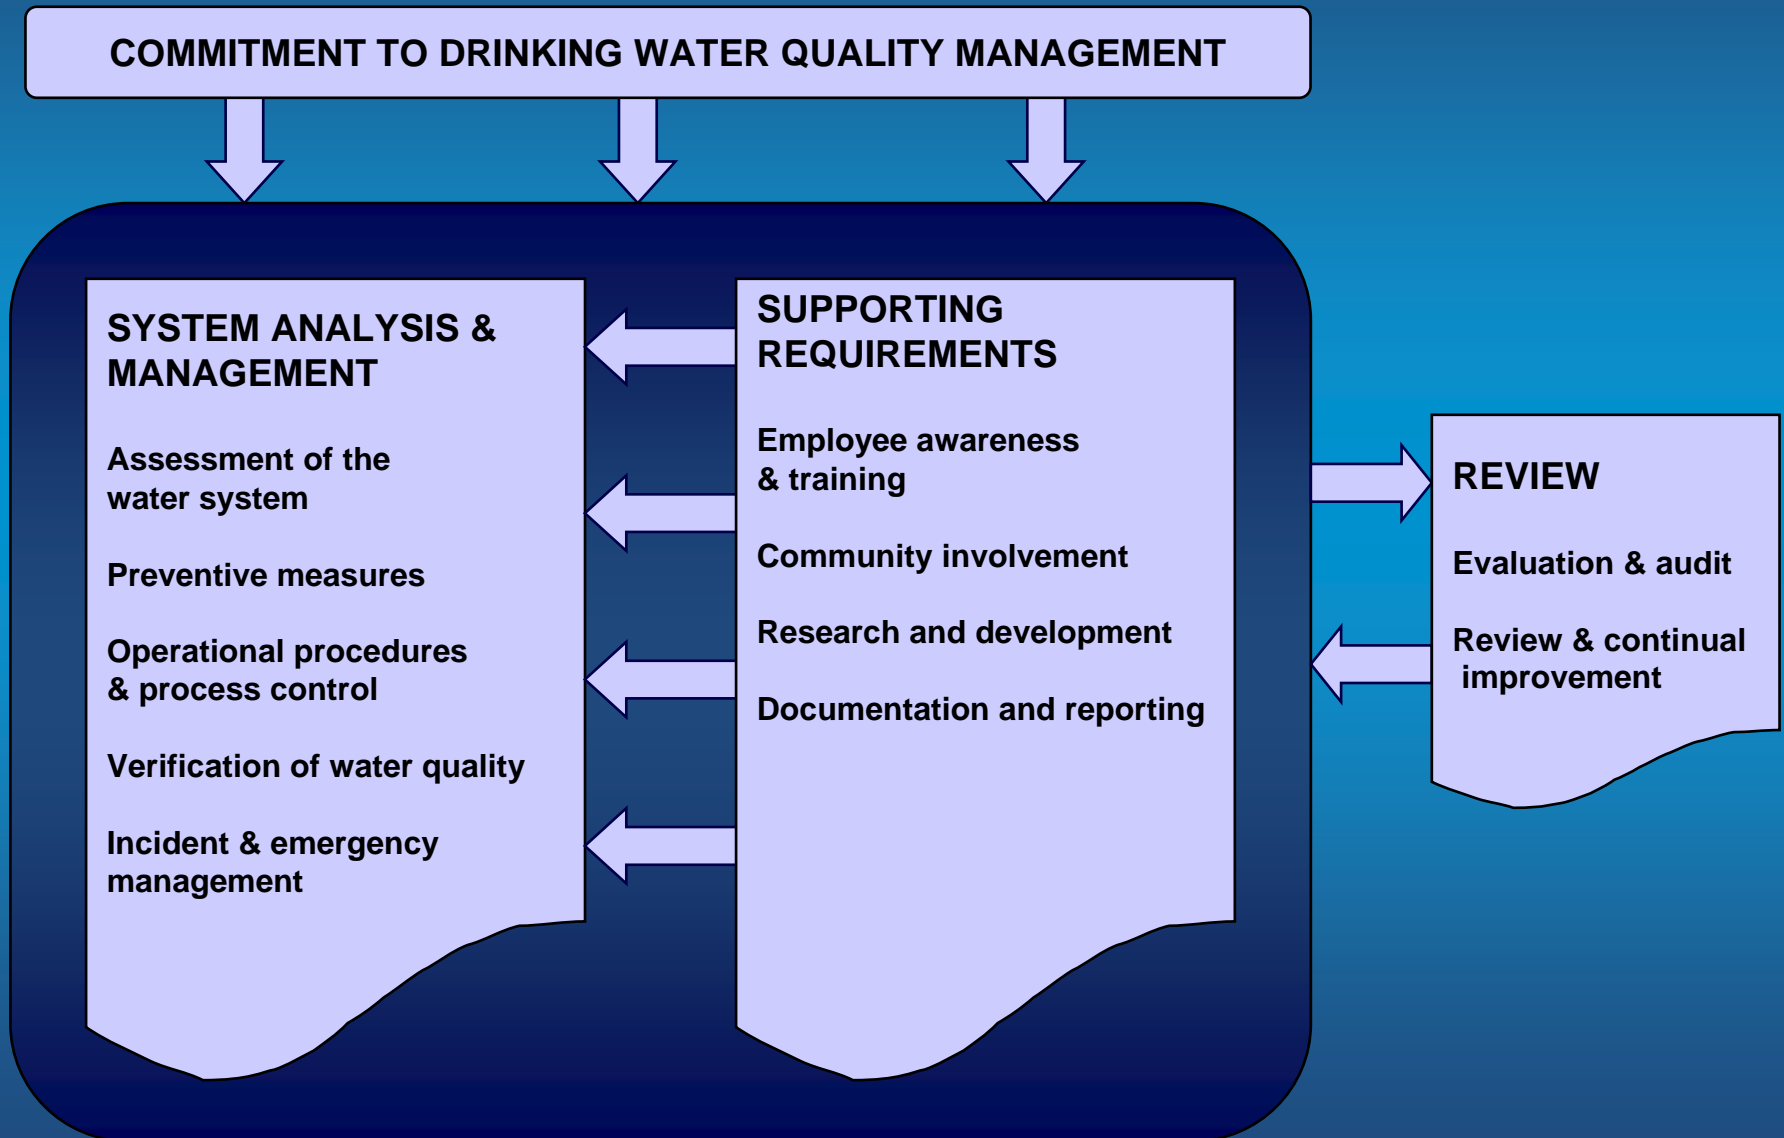 COMMITMENT TO DRINKING WATER QUALITY MANAGEMENT
SYSTEM ANALYSIS &
MANAGEMENT
Assessment of the
water system
Preventive measures
Operational procedures
& process control
Verification of water quality
Incident & emergency
management
SUPPORTING
REQUIREMENTS
Employee awareness
& training
Community involvement
Research and development
Documentation and reporting
REVIEW
Evaluation & audit
Review & continual
improvement